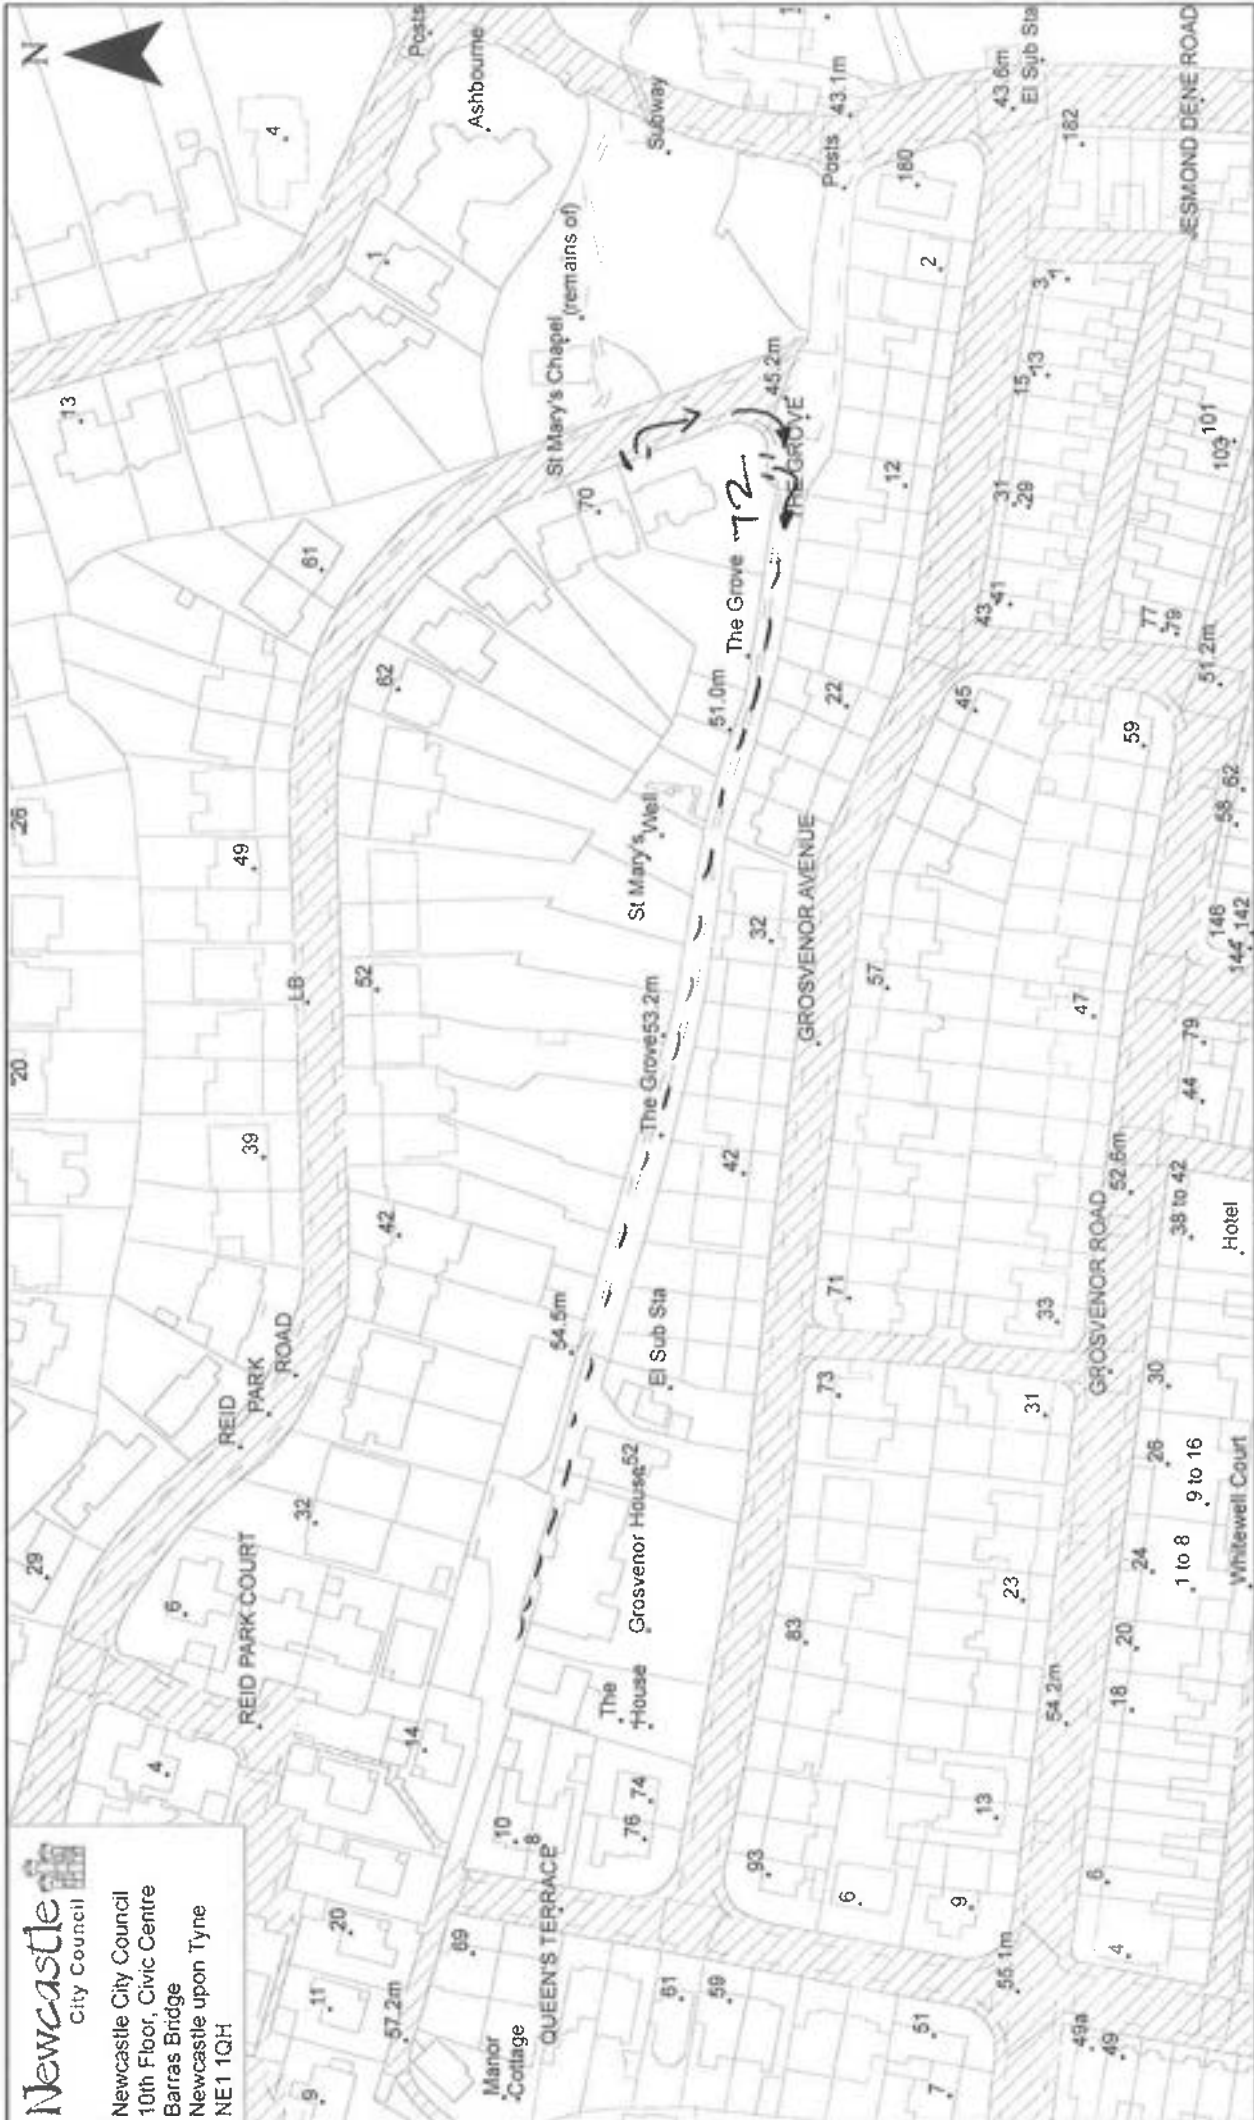 Newcastle
City Council
Newcastle City Council
10th Floor, Civic Centre
Barras Bridge
Newcastle upon Tyne
NE1 1QH
N
29
20
26
13
4
Posts
Ashbourne
REID
PARK
ROAD
39
LB
49
61
1
6
4
REID PARK COURT
32
42
52
62
70
St Mary's Chapel
(remains of)
Subway
11
20
9
14
57.2m
69
10
8
54.5m
The Grove
53.2m
St Mary's
Well
51.0m
The Grove
72
45.2m
THE GROVE
Posts
43.1m
1
Manor
Cottage
QUEEN'S TERRACE
76
74
The
House
Grosvenor House
52
El Sub Sta
42
32
22
12
2
180
43.6m
El Sub Sta
61
59
93
83
73
71
GROSVENOR AVENUE
57
45
43
41
31
29
15
13
3
1
182
51
7
6
9
13
23
31
33
47
59
77
79
103
101
JESMOND DENE ROAD
55.1m
54.2m
GROSVENOR ROAD
52.6m
51.2m
49a
49
4
6
18
20
24
26
30
38 to 42
44
79
144
146
142
58
62
1 to 8
9 to 16
Whitewell Court
Hotel